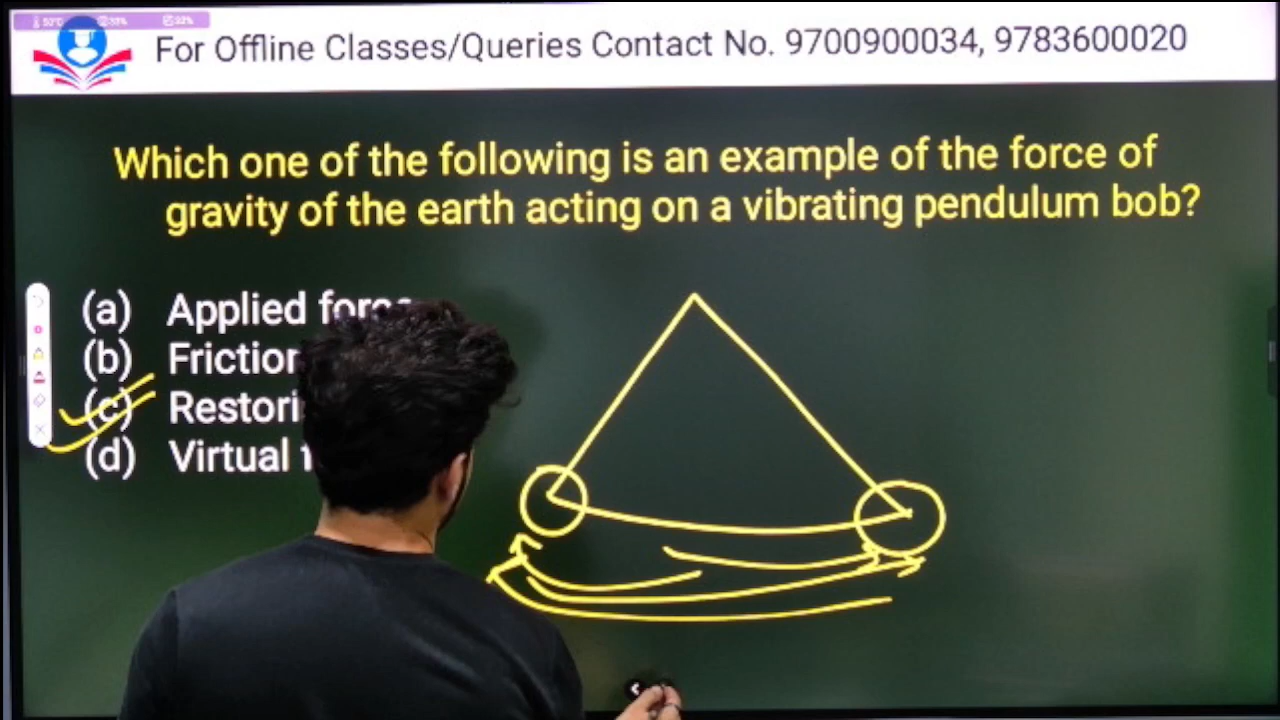 For Offline Classes/Queries Contact No. 9700900034, 9783600020
Which one of the following is an example of the force of
gravity of the earth acting on a vibrating pendulum bob?
(a) Applied
(b)
(c)
(d) Virtual